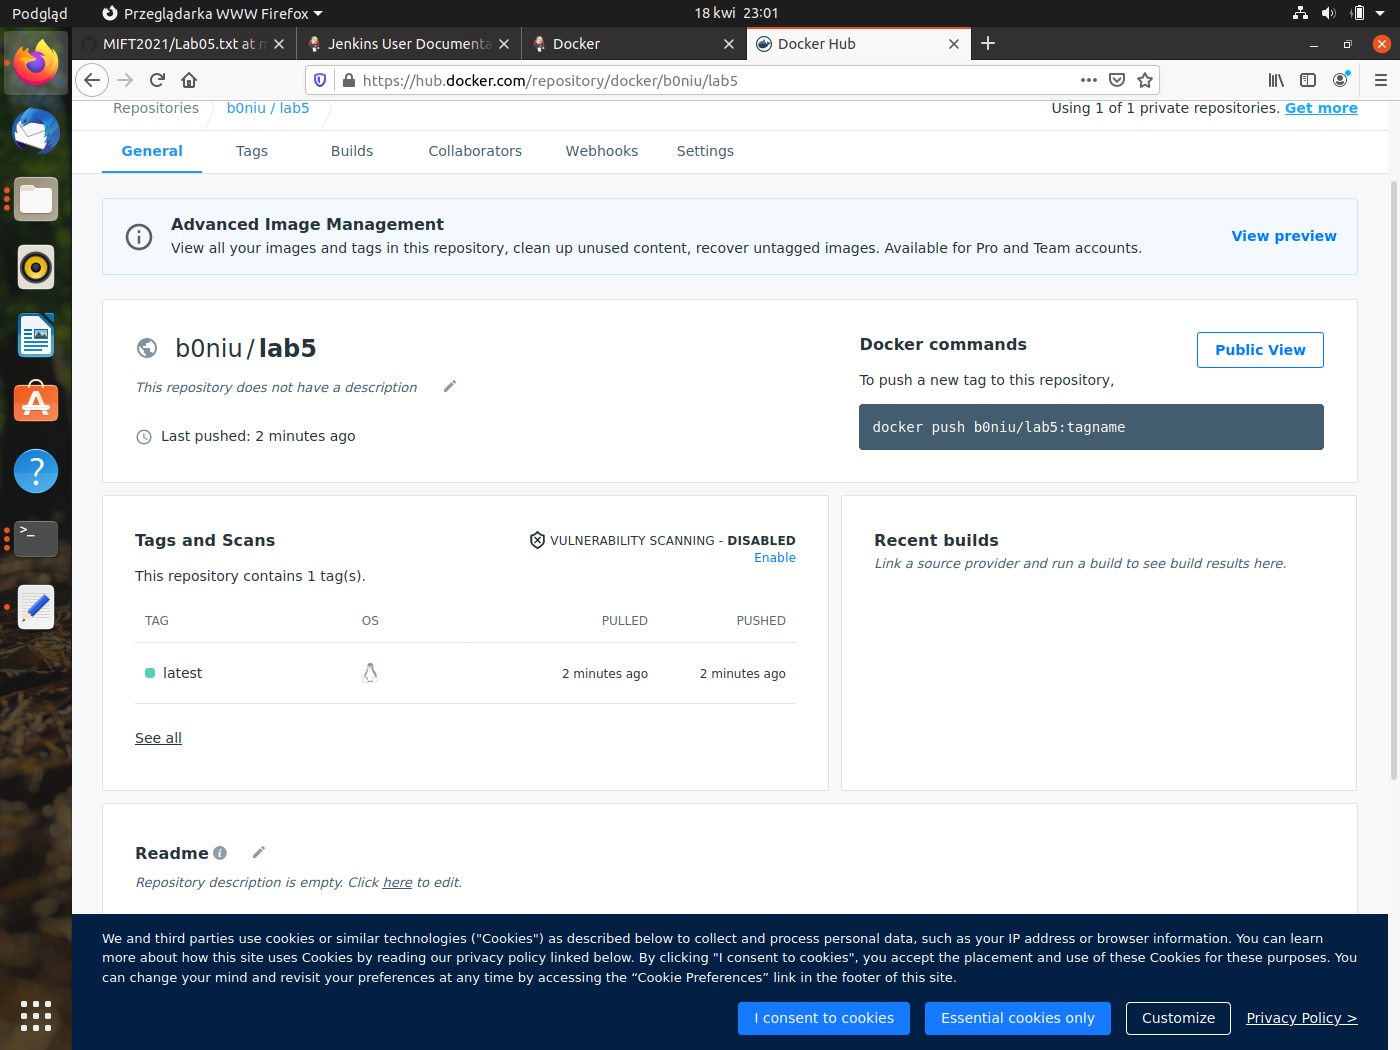 Podgląd
Przeglądarka WWW Firefox
18 kwi 23:01
MIFT2021/Lab05.txt at m
Jenkins User Documenta
Docker
Docker Hub
https://hub.docker.com/repository/docker/b0niu/lab5
Repositories
b0niu / lab5
Using 1 of 1 private repositories. Get more
General
Tags
Builds
Collaborators
Webhooks
Settings
Advanced Image Management
View all your images and tags in this repository, clean up unused content, recover untagged images. Available for Pro and Team accounts.
View preview
b0niu / lab5
This repository does not have a description
Last pushed: 2 minutes ago
Docker commands
Public View
To push a new tag to this repository,
docker push b0niu/lab5:tagname
Tags and Scans
VULNERABILITY SCANNING - DISABLED
Enable
This repository contains 1 tag(s).
TAG OS PULLED PUSHED
latest 2 minutes ago 2 minutes ago
See all
Recent builds
Link a source provider and run a build to see build results here.
Readme
Repository description is empty. Click here to edit.
We and third parties use cookies or similar technologies ("Cookies") as described below to collect and process personal data, such as your IP address or browser information. You can learn
more about how this site uses Cookies by reading our privacy policy linked below. By clicking "I consent to cookies", you accept the placement and use of these Cookies for these purposes. You
can change your mind and revisit your preferences at any time by accessing the “Cookie Preferences” link in the footer of this site.
I consent to cookies
Essential cookies only
Customize
Privacy Policy >